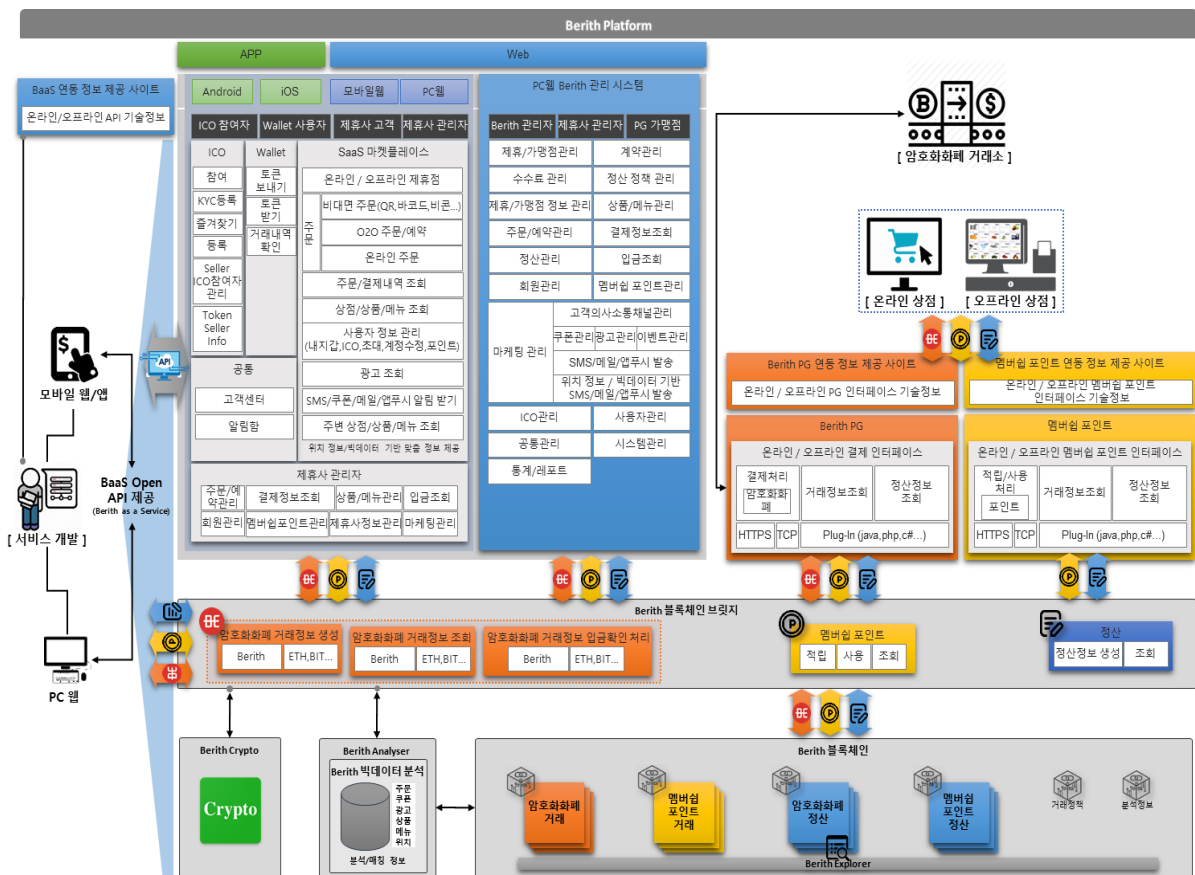 Berith Platform
APP
Web
BaaS 연동 정보 제공 사이트
온라인/오프라인 API 기술정보
Android
iOS
모바일웹
PC웹
ICO 참여자
Wallet 사용자
제휴사 고객
제휴사 관리자
ICO
참여
KYC등록
즐겨찾기
등록
Seller
ICO참여자
관리
Token
Seller
Info
Wallet
토큰
보내기
토큰
받기
거래내역
확인
공통
고객센터
알림함
SaaS 마켓플레이스
온라인 / 오프라인 제휴점
주문
비대면 주문(QR,바코드,비콘...)
O2O 주문/예약
온라인 주문
주문/결제내역 조회
상점/상품/메뉴 조회
사용자 정보 관리
(내지갑,ICO,초대,계정수정,포인트)
광고 조회
SMS/쿠폰/메일/앱푸시 알림 받기
주변 상점/상품/메뉴 조회
위치 정보/빅데이터 기반 맞춤 정보 제공
제휴사 관리자
주문/예
약관리
결제정보조회
상품/메뉴관리
입금조회
회원관리
멤버쉽포인트관리
제휴사정보관리
마케팅관리
PC웹 Berith 관리 시스템
Berith 관리자
제휴사 관리자
PG 가맹점
제휴/가맹점관리
계약관리
수수료 관리
정산 정책 관리
제휴/가맹점 정보 관리
상품/메뉴관리
주문/예약관리
결제정보조회
정산관리
입금조회
회원관리
멤버쉽 포인트관리
마케팅 관리
고객의사소통채널관리
쿠폰관리
광고관리
이벤트관리
SMS/메일/앱푸시 발송
위치 정보 / 빅데이터 기반
SMS/메일/앱푸시 발송
ICO관리
사용자관리
공통관리
시스템관리
통계/레포트
[ 암호화화폐 거래소 ]
[ 온라인 상점 ]
[ 오프라인 상점 ]
Berith PG 연동 정보 제공 사이트
온라인 / 오프라인 PG 인터페이스 기술정보
멤버쉽 포인트 연동 정보 제공 사이트
온라인 / 오프라인 멤버쉽 포인트
인터페이스 기술정보
Berith PG
온라인 / 오프라인 결제 인터페이스
결제처리
암호화화
폐
거래정보조회
정산정보
조회
HTTPS
TCP
Plug-In (java,php,c#...)
멤버쉽 포인트
온라인 / 오프라인 멤버쉽 포인트 인터페이스
적립/사용
처리
포인트
거래정보조회
정산정보
조회
HTTPS
TCP
Plug-In (java,php,c#...)
API
모바일 웹/앱
BaaS Open
API 제공
(Berith as a Service)
[ 서비스 개발 ]
PC 웹
Berith 블록체인 브릿지
암호화화폐 거래정보 생성
Berith
ETH,BIT...
암호화화폐 거래정보 조회
Berith
ETH,BIT...
암호화화폐 거래정보 입금확인 처리
Berith
ETH,BIT...
멤버쉽 포인트
적립
사용
조회
정산
정산정보 생성
조회
Berith Crypto
Crypto
Berith Analyser
Berith 빅데이터 분석
주문
쿠폰
광고
상품
메뉴
위치
분석/매칭 정보
Berith 블록체인
암호화화폐
거래
멤버쉽
포인트
거래
암호화화폐
정산
멤버쉽
포인트
정산
거래정책
분석정보
Berith Explorer